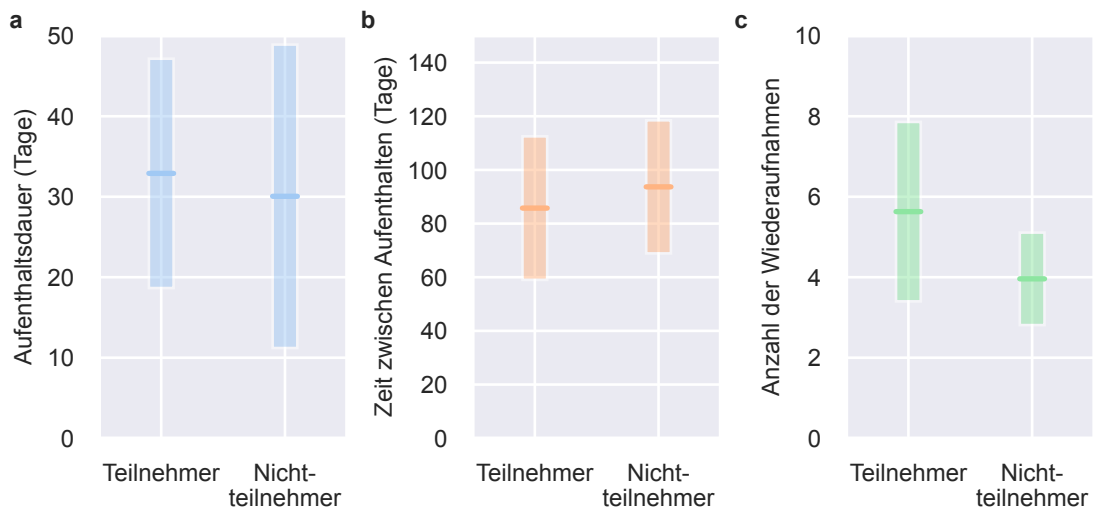 a
Aufenthaltsdauer (Tage)
50
40
30
20
10
0
Teilnehmer
Nicht-
teilnehmer
b
Zeit zwischen Aufenthalten (Tage)
140
120
100
80
60
40
20
0
Teilnehmer
Nicht-
teilnehmer
c
Anzahl der Wiederaufnahmen
10
8
6
4
2
0
Teilnehmer
Nicht-
teilnehmer